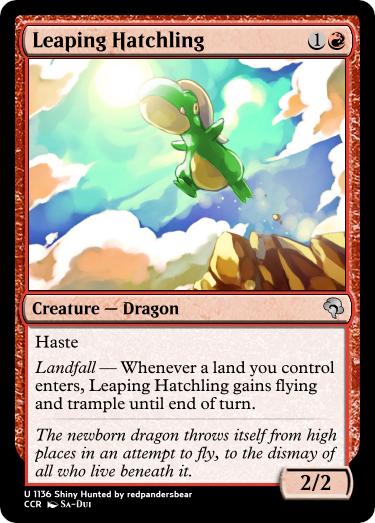 Leaping Hatchling 1
Creature — Dragon
Haste
Landfall — Whenever a land you control
enters, Leaping Hatchling gains flying
and trample until end of turn.
The newborn dragon throws itself from high
places in an attempt to fly, to the dismay of
all who live beneath it.
2/2
U 1136 Shiny Hunted by redpandersbear
CCR Sa-Dui